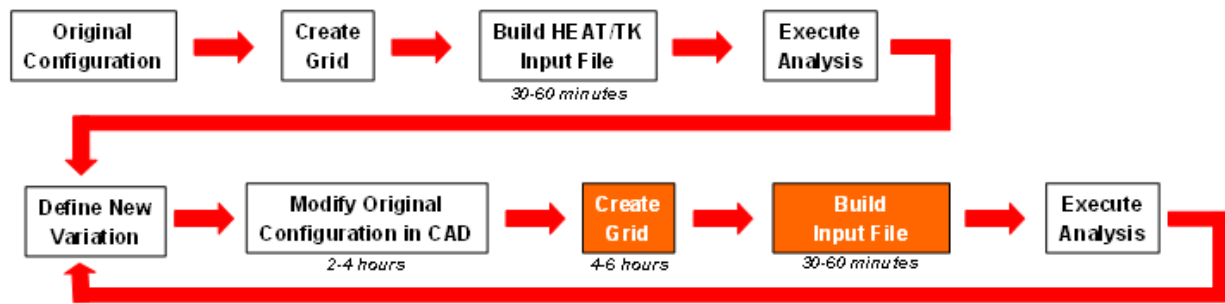 Original
Configuration
Create
Grid
Build HEAT/TK
Input File
30-60 minutes
Execute
Analysis
Define New
Variation
Modify Original
Configuration in CAD
2-4 hours
Create
Grid
4-6 hours
Build
Input File
30-60 minutes
Execute
Analysis